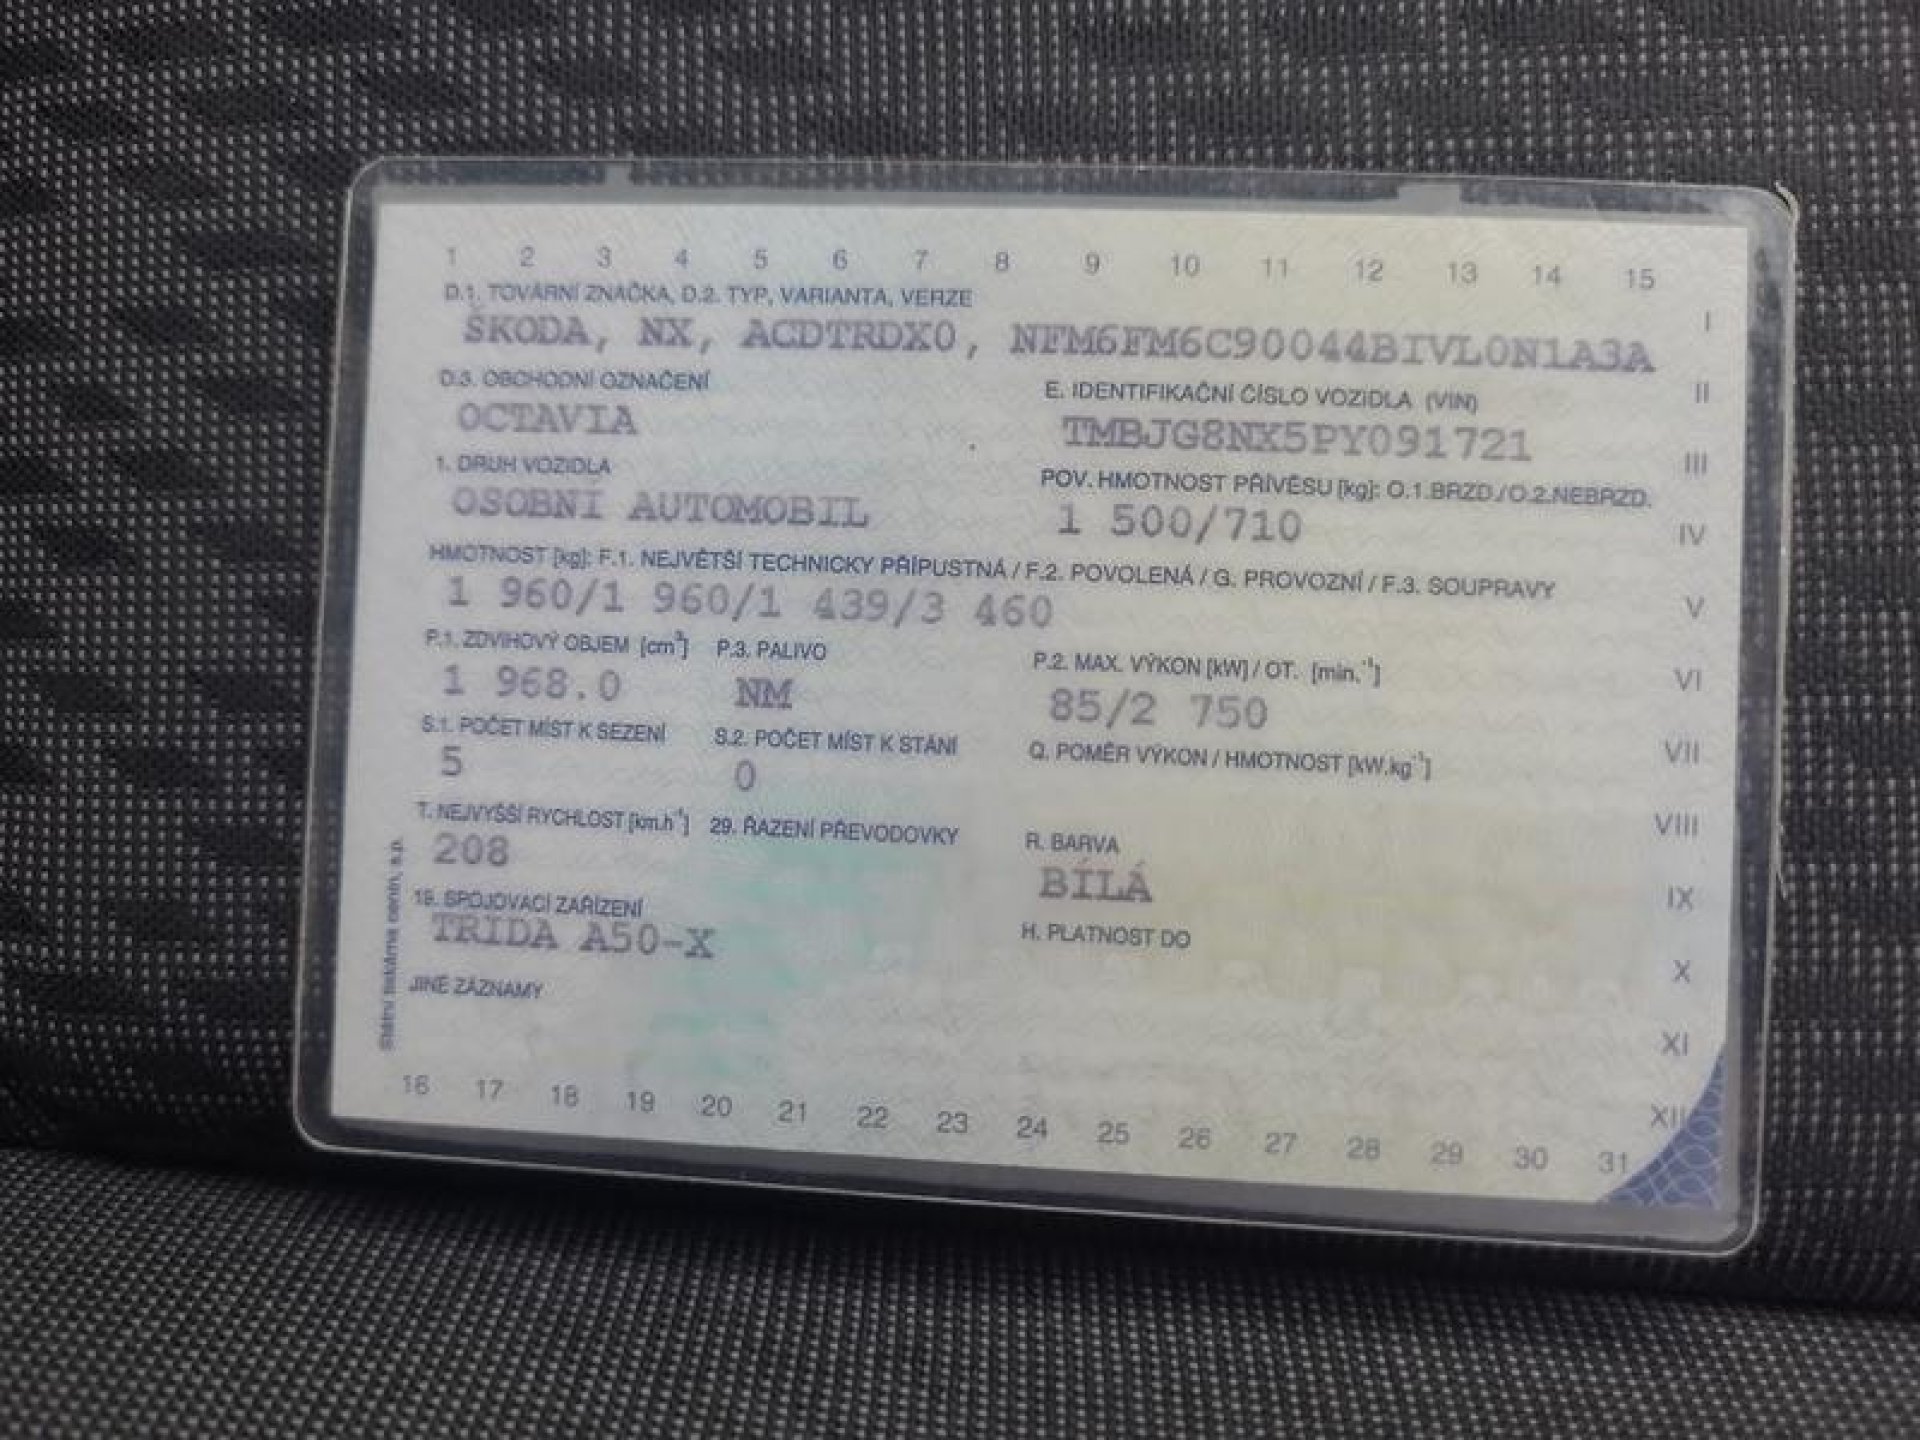 1 2 3 4 5 6 7 8 9 10 11 12 13 14 15
D.1. TOVÁRNÍ ZNAČKA, D.2. TYP, VARIANTA, VERZE
I
ŠKODA, NX, ACDTRDX0, NFM6FM6C90044BIVL0N1A3A
D.3. OBCHODNÍ OZNAČENÍ E. IDENTIFIKAČNÍ ČÍSLO VOZIDLA (VIN) II
OCTAVIA TMBJG8NX5PY091721
1. DRUH VOZIDLA POV. HMOTNOST PŘÍVĚSU [kg]: O.1.BRZD./O.2.NEBRZD. III
OSOBNÍ AUTOMOBIL 1 500/710 IV
HMOTNOST [kg]: F.1. NEJVĚTŠÍ TECHNICKY PŘÍPUSTNÁ / F.2. POVOLENÁ / G. PROVOZNÍ / F.3. SOUPRAVY
1 960/1 960/1 439/3 460 V
P.1. ZDVIHOVÝ OBJEM [cm³] P.3. PALIVO P.2. MAX. VÝKON [kW] / OT. [min.⁻¹] VI
1 968.0 NM 85/2 750
S.1. POČET MÍST K SEZENÍ S.2. POČET MÍST K STÁNÍ Q. POMĚR VÝKON / HMOTNOST [kW.kg⁻¹] VII
5 0
T. NEJVYŠŠÍ RYCHLOST [km.h⁻¹] 29. ŘAZENÍ PŘEVODOVKY R. BARVA VIII
208 BÍLÁ IX
18. SPOJOVACÍ ZAŘÍZENÍ H. PLATNOST DO
TRIDA A50-X X
JINÉ ZÁZNAMY
XI
XII
16 17 18 19 20 21 22 23 24 25 26 27 28 29 30 31
Státní tiskárna cenin, s.p.